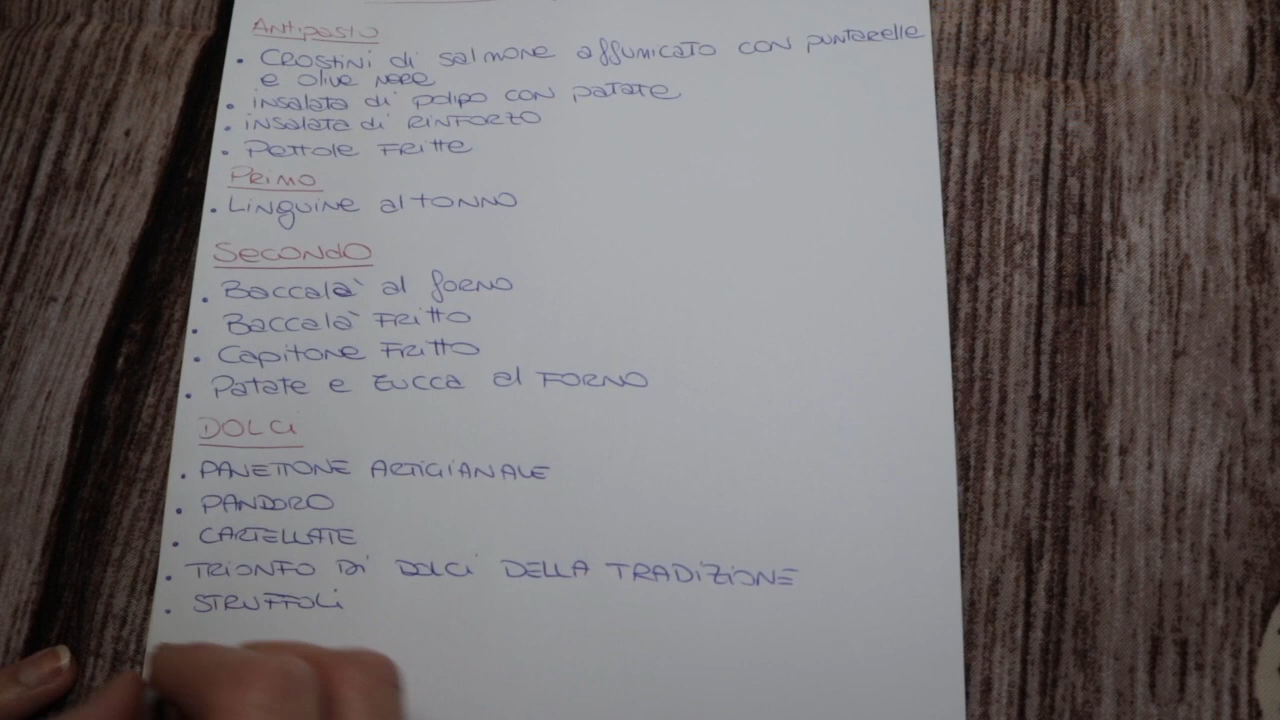 Antipasto
• Crostini di salmone affumicato con puntarelle
e olive nere
• insalata di polipo con patate
• insalata di RINFORZO
• Pettole Fritte
Primo
• Linguine al tonno
Secondo
• Baccalà al forno
• Baccalà Fritto
• Capitone Fritto
• Patate e zucca al FORNO
DOLCI
• PANETTONE ARTIGIANALE
• PANDORO
• CARTELLATE
• TRIONFO DI DOLCI DELLA TRADIZIONE
• STRUFFOLI